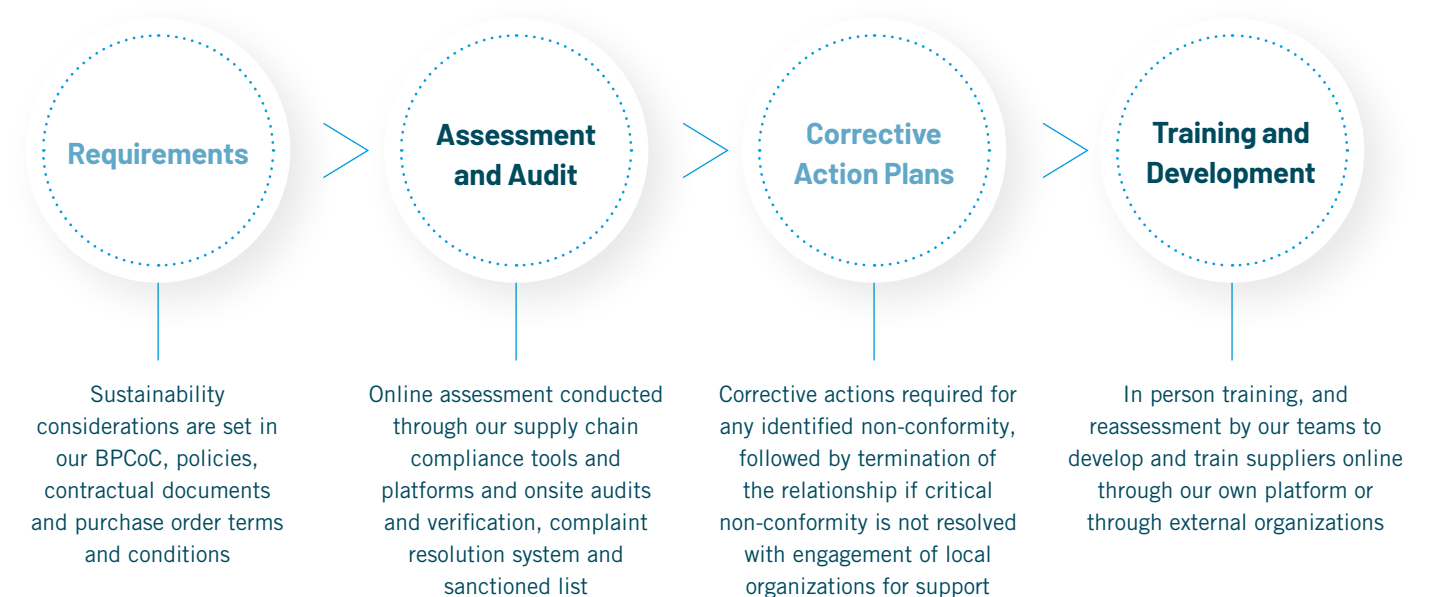 Requirements
Assessment
and Audit
Corrective
Action Plans
Training and
Development
Sustainability
considerations are set in
our BPCoC, policies,
contractual documents
and purchase order terms
and conditions
Online assessment conducted
through our supply chain
compliance tools and
platforms and onsite audits
and verification, complaint
resolution system and
sanctioned list
Corrective actions required for
any identified non-conformity,
followed by termination of
the relationship if critical
non-conformity is not resolved
with engagement of local
organizations for support
In person training, and
reassessment by our teams to
develop and train suppliers online
through our own platform or
through external organizations